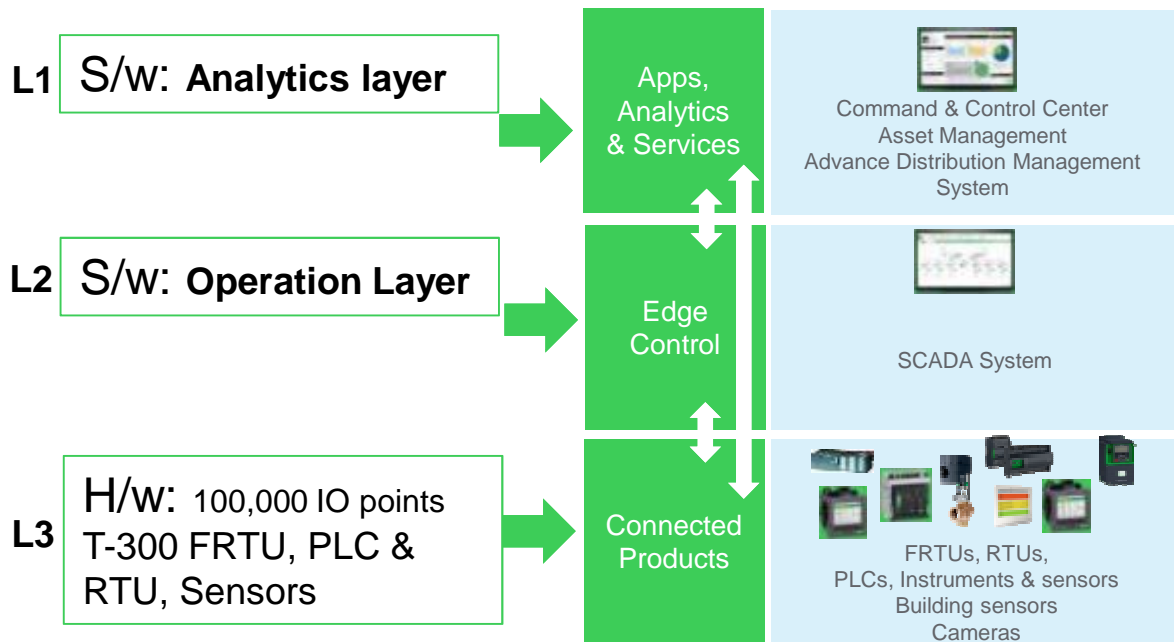 L1
S/w: Analytics layer
Apps,
Analytics
& Services
Command & Control Center
Asset Management
Advance Distribution Management
System
L2
S/w: Operation Layer
Edge
Control
SCADA System
L3
H/w: 100,000 IO points
T-300 FRTU, PLC &
RTU, Sensors
Connected
Products
FRTUs, RTUs,
PLCs, Instruments & sensors
Building sensors
Cameras